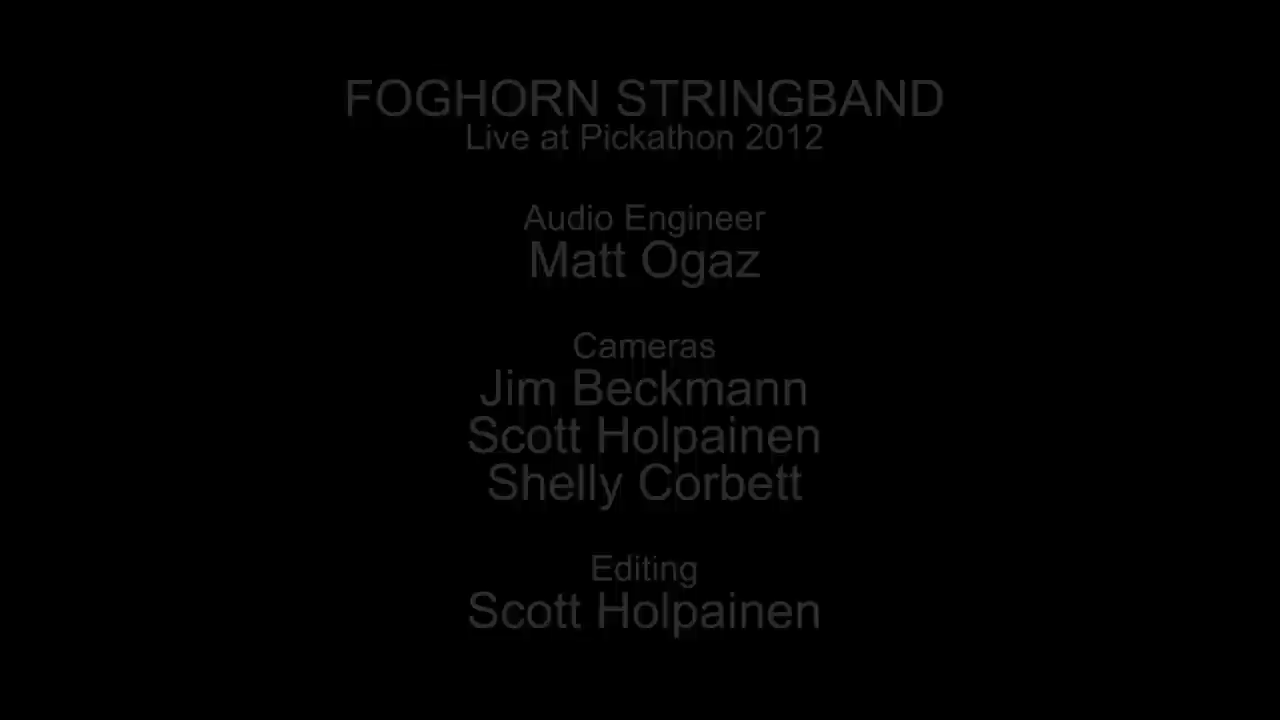 FOGHORN STRINGBAND
Live at Pickathon 2012
Audio Engineer
Matt Ogaz
Cameras
Jim Beckmann
Scott Holpainen
Shelly Corbett
Editing
Scott Holpainen